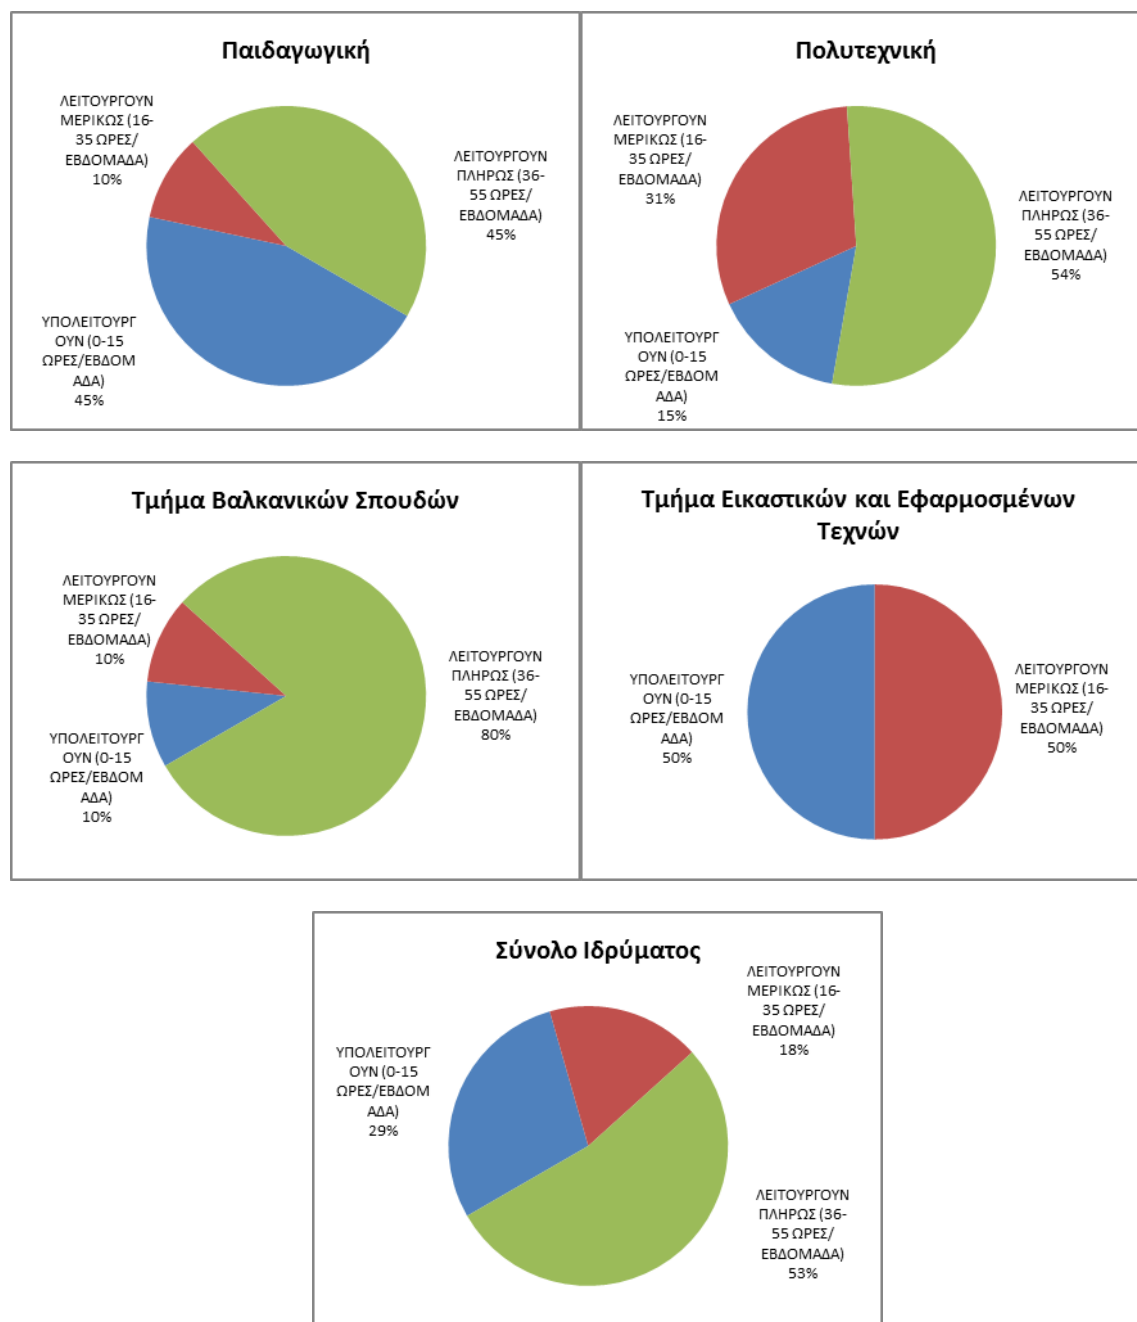 Παιδαγωγική
ΛΕΙΤΟΥΡΓΟΥΝ
ΜΕΡΙΚΩΣ (16-
35 ΩΡΕΣ/
ΕΒΔΟΜΑΔΑ)
10%
ΛΕΙΤΟΥΡΓΟΥΝ
ΠΛΗΡΩΣ (36-
55 ΩΡΕΣ/
ΕΒΔΟΜΑΔΑ)
45%
ΥΠΟΛΕΙΤΟΥΡΓ
ΟΥΝ (0-15
ΩΡΕΣ/ΕΒΔΟΜ
ΑΔΑ)
45%
Πολυτεχνική
ΛΕΙΤΟΥΡΓΟΥΝ
ΜΕΡΙΚΩΣ (16-
35 ΩΡΕΣ/
ΕΒΔΟΜΑΔΑ)
31%
ΛΕΙΤΟΥΡΓΟΥΝ
ΠΛΗΡΩΣ (36-
55 ΩΡΕΣ/
ΕΒΔΟΜΑΔΑ)
54%
ΥΠΟΛΕΙΤΟΥΡΓ
ΟΥΝ (0-15
ΩΡΕΣ/ΕΒΔΟΜ
ΑΔΑ)
15%
Τμήμα Βαλκανικών Σπουδών
ΛΕΙΤΟΥΡΓΟΥΝ
ΜΕΡΙΚΩΣ (16-
35 ΩΡΕΣ/
ΕΒΔΟΜΑΔΑ)
10%
ΛΕΙΤΟΥΡΓΟΥΝ
ΠΛΗΡΩΣ (36-
55 ΩΡΕΣ/
ΕΒΔΟΜΑΔΑ)
80%
ΥΠΟΛΕΙΤΟΥΡΓ
ΟΥΝ (0-15
ΩΡΕΣ/ΕΒΔΟΜ
ΑΔΑ)
10%
Τμήμα Εικαστικών και Εφαρμοσμένων
Τεχνών
ΥΠΟΛΕΙΤΟΥΡΓ
ΟΥΝ (0-15
ΩΡΕΣ/ΕΒΔΟΜ
ΑΔΑ)
50%
ΛΕΙΤΟΥΡΓΟΥΝ
ΜΕΡΙΚΩΣ (16-
35 ΩΡΕΣ/
ΕΒΔΟΜΑΔΑ)
50%
Σύνολο Ιδρύματος
ΛΕΙΤΟΥΡΓΟΥΝ
ΜΕΡΙΚΩΣ (16-
35 ΩΡΕΣ/
ΕΒΔΟΜΑΔΑ)
18%
ΥΠΟΛΕΙΤΟΥΡΓ
ΟΥΝ (0-15
ΩΡΕΣ/ΕΒΔΟΜ
ΑΔΑ)
29%
ΛΕΙΤΟΥΡΓΟΥΝ
ΠΛΗΡΩΣ (36-
55 ΩΡΕΣ/
ΕΒΔΟΜΑΔΑ)
53%